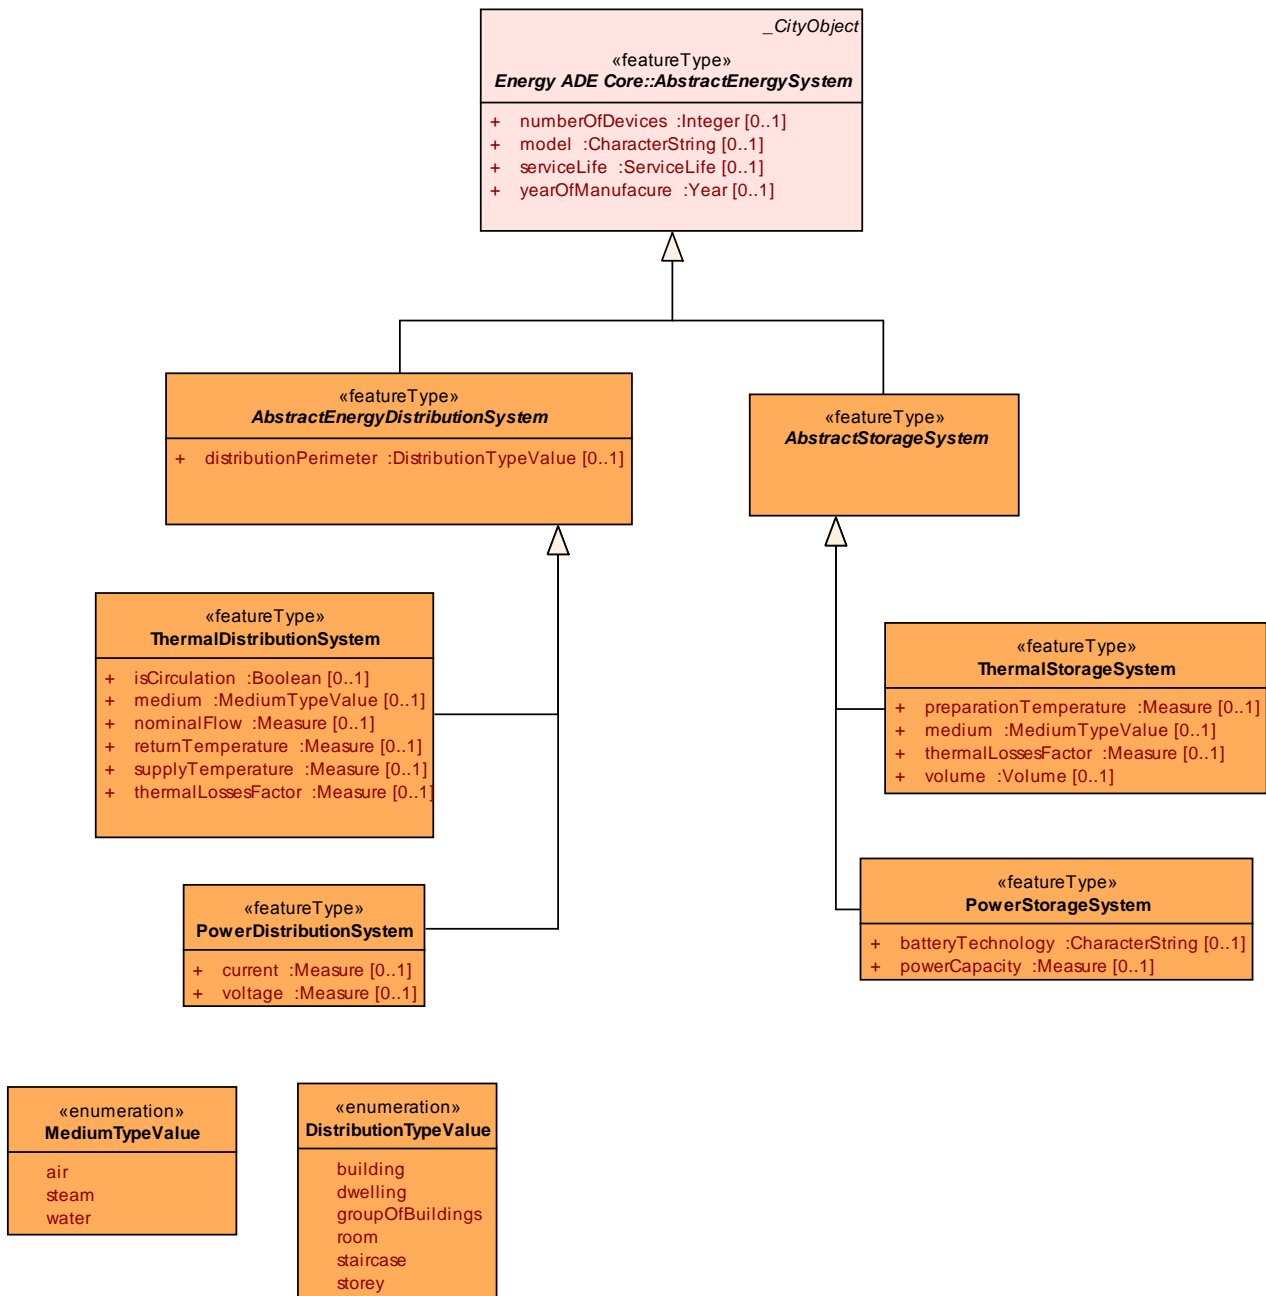 _CityObject
«featureType»
Energy ADE Core::AbstractEnergySystem
+ numberOfDevices :Integer [0..1]
+ model :CharacterString [0..1]
+ serviceLife :ServiceLife [0..1]
+ yearOfManufacure :Year [0..1]
«featureType»
AbstractEnergyDistributionSystem
+ distributionPerimeter :DistributionTypeValue [0..1]
«featureType»
AbstractStorageSystem
«featureType»
ThermalDistributionSystem
+ isCirculation :Boolean [0..1]
+ medium :MediumTypeValue [0..1]
+ nominalFlow :Measure [0..1]
+ returnTemperature :Measure [0..1]
+ supplyTemperature :Measure [0..1]
+ thermalLossesFactor :Measure [0..1]
«featureType»
ThermalStorageSystem
+ preparationTemperature :Measure [0..1]
+ medium :MediumTypeValue [0..1]
+ thermalLossesFactor :Measure [0..1]
+ volume :Volume [0..1]
«featureType»
PowerDistributionSystem
+ current :Measure [0..1]
+ voltage :Measure [0..1]
«featureType»
PowerStorageSystem
+ batteryTechnology :CharacterString [0..1]
+ powerCapacity :Measure [0..1]
«enumeration»
MediumTypeValue
air
steam
water
«enumeration»
DistributionTypeValue
building
dwelling
groupOfBuildings
room
staircase
storey